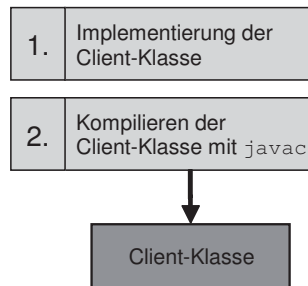 1.
Implementierung der
Client-Klasse
2.
Kompilieren der
Client-Klasse mit javac
Client-Klasse